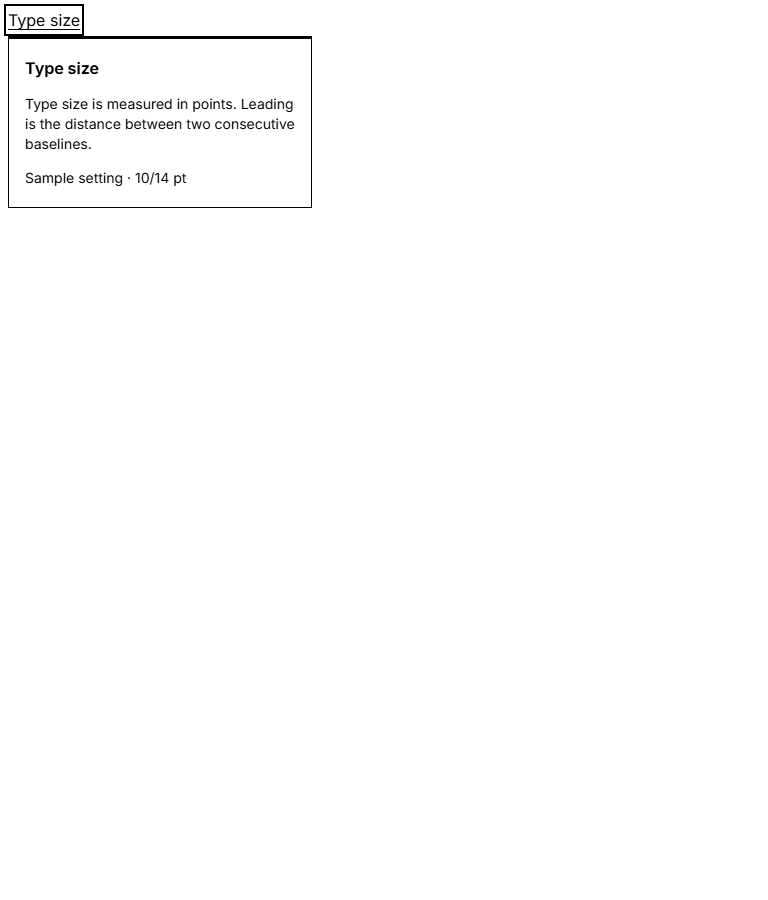 Type size
Type size
Type size is measured in points. Leading
is the distance between two consecutive
baselines.
Sample setting · 10/14 pt